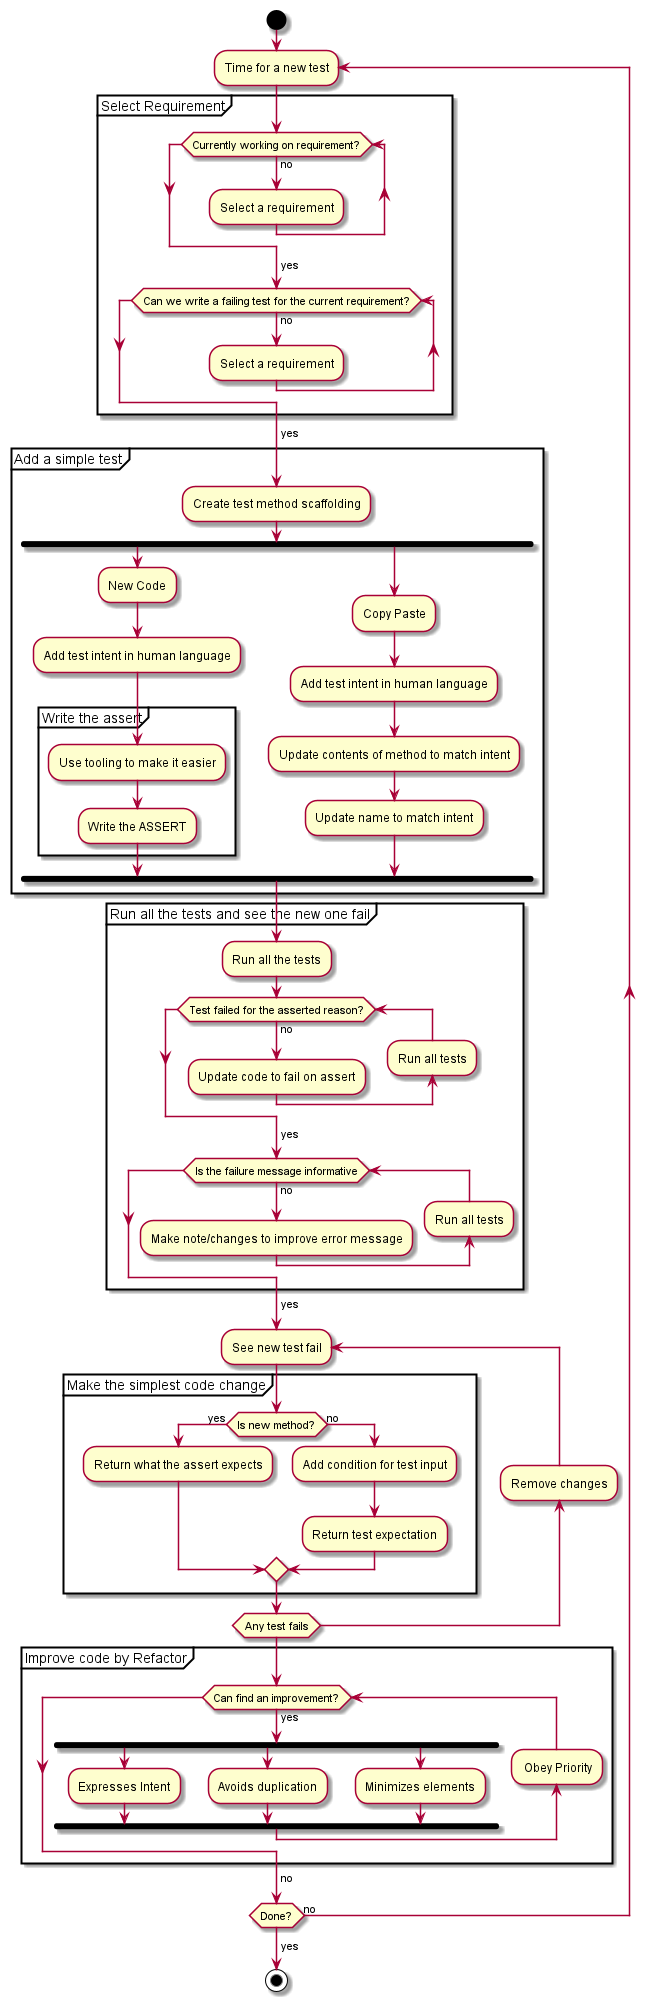 Time for a new test
Select Requirement
Currently working on requirement?
no
Select a requirement
yes
Can we write a failing test for the current requirement?
no
Select a requirement
yes
Add a simple test
Create test method scaffolding
New Code
Copy Paste
Add test intent in human language
Add test intent in human language
Write the assert
Use tooling to make it easier
Update contents of method to match intent
Write the ASSERT
Update name to match intent
Run all the tests and see the new one fail
Run all the tests
Test failed for the asserted reason?
no
Update code to fail on assert
Run all tests
yes
Is the failure message informative
no
Make note/changes to improve error message
Run all tests
yes
See new test fail
Make the simplest code change
yes
Is new method?
no
Return what the assert expects
Add condition for test input
Return test expectation
Remove changes
Any test fails
Improve code by Refactor
Can find an improvement?
yes
Expresses Intent
Avoids duplication
Minimizes elements
Obey Priority
no
Done?
no
yes